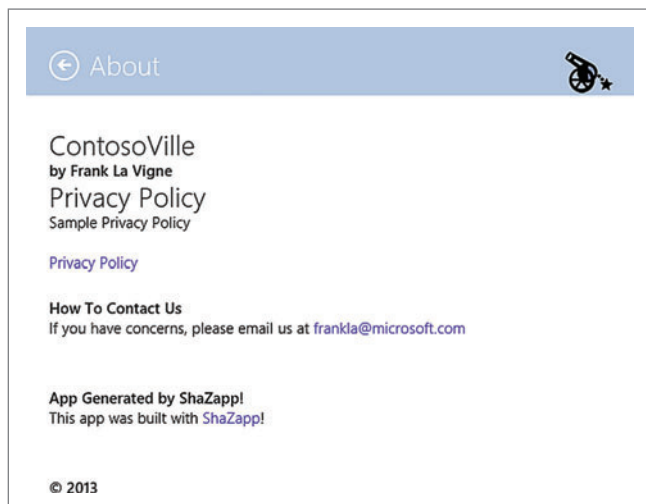 About
ContosoVille
by Frank La Vigne
Privacy Policy
Sample Privacy Policy
Privacy Policy
How To Contact Us
If you have concerns, please email us at frankla@microsoft.com
App Generated by ShaZapp!
This app was built with ShaZapp!
© 2013